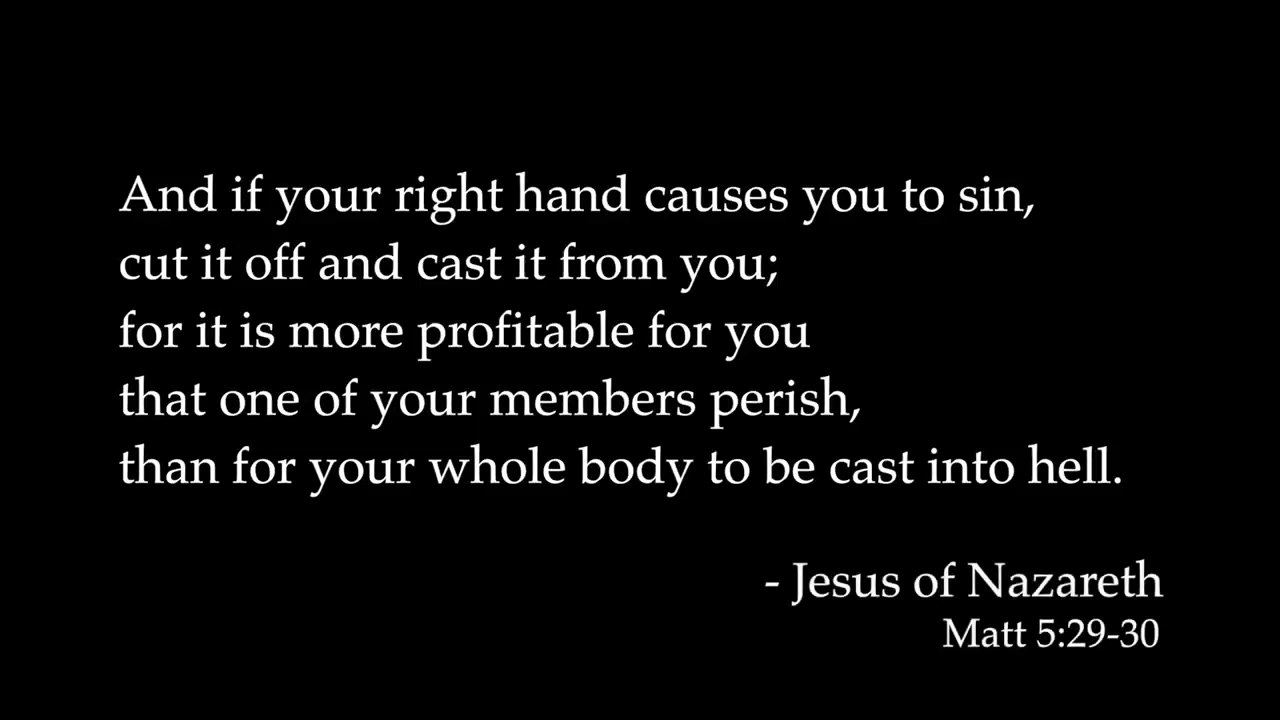 And if your right hand causes you to sin,
cut it off and cast it from you;
for it is more profitable for you
that one of your members perish,
than for your whole body to be cast into hell.
- Jesus of Nazareth
Matt 5:29-30